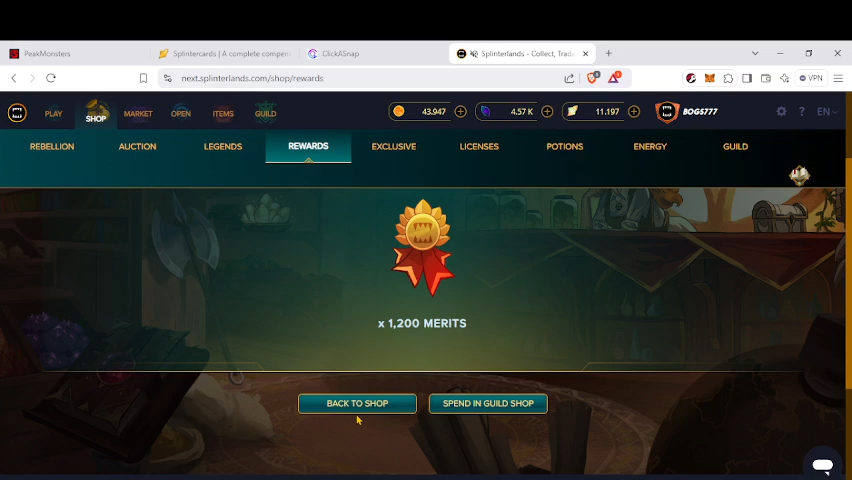 PeakMonsters
Splintercards | A complete compen
ClickASnap
Splinterlands - Collect, Trad
next.splinterlands.com/shop/rewards
VPN
PLAY
SHOP
MARKET
OPEN
ITEMS
GUILD
43.947
4.57 K
11.197
BOGS777
EN
REBELLION
AUCTION
LEGENDS
REWARDS
EXCLUSIVE
LICENSES
POTIONS
ENERGY
GUILD
x 1,200 MERITS
BACK TO SHOP
SPEND IN GUILD SHOP